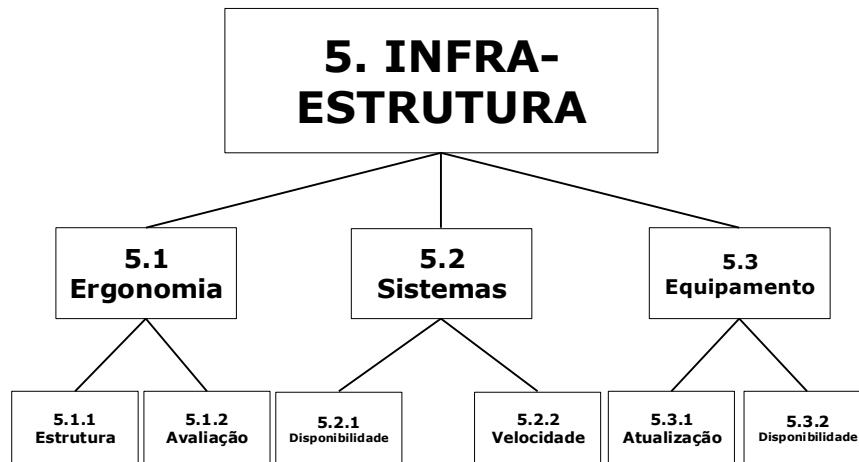 5. INFRA-
ESTRUTURA
5.1
Ergonomia
5.2
Sistemas
5.3
Equipamento
5.1.1
Estrutura
5.1.2
Avaliação
5.2.1
Disponibilidade
5.2.2
Velocidade
5.3.1
Atualização
5.3.2
Disponibilidade